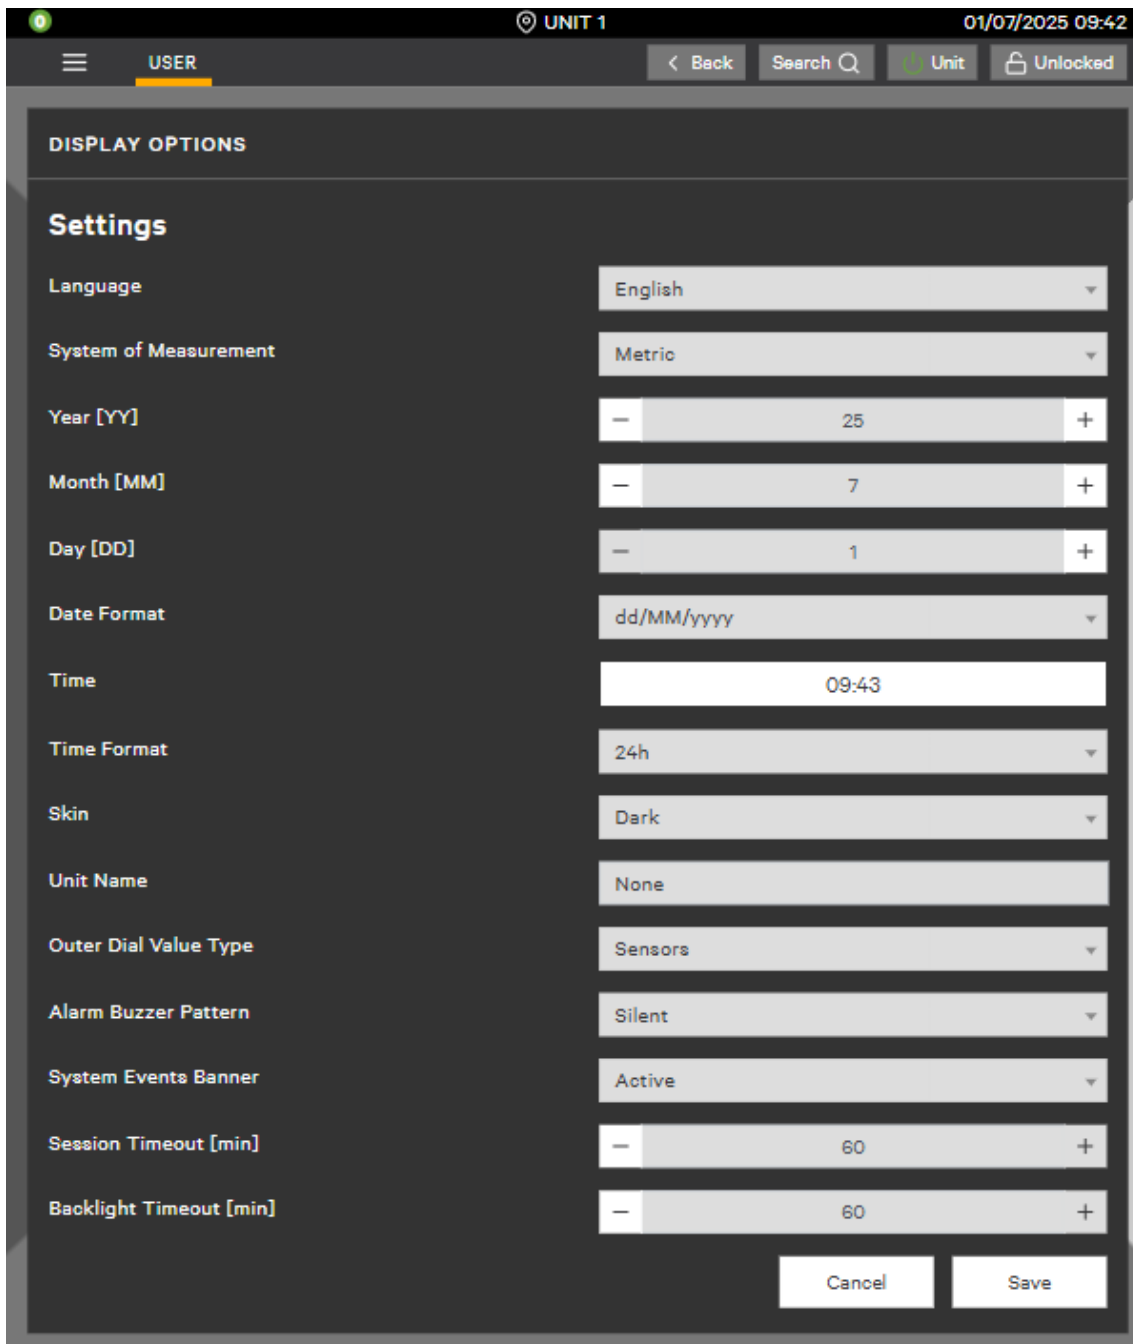 0 UNIT 1 01/07/2025 09:42
USER < Back Search Unit Unlocked
DISPLAY OPTIONS
Settings
Language English
System of Measurement Metric
Year [YY] − 25 +
Month [MM] − 7 +
Day [DD] − 1 +
Date Format dd/MM/yyyy
Time 09:43
Time Format 24h
Skin Dark
Unit Name None
Outer Dial Value Type Sensors
Alarm Buzzer Pattern Silent
System Events Banner Active
Session Timeout [min] − 60 +
Backlight Timeout [min] − 60 +
Cancel Save